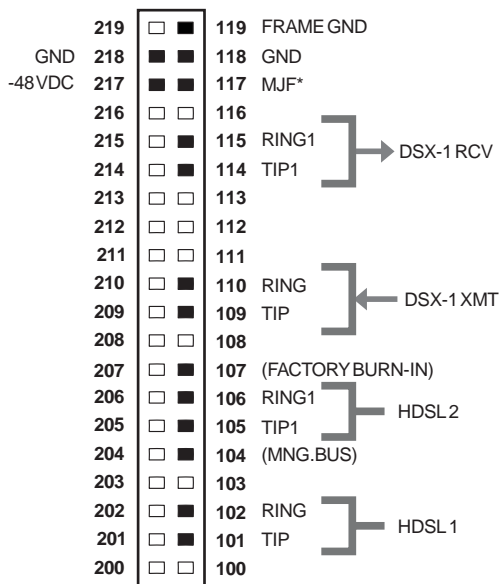 219 119 FRAME GND
GND 218 118 GND
-48 VDC 217 117 MJF*
216 116
215 115 RING1
DSX-1 RCV
214 114 TIP1
213 113
212 112
211 111
210 110 RING
DSX-1 XMT
209 109 TIP
208 108
207 107 (FACTORY BURN-IN)
206 106 RING1
HDSL 2
205 105 TIP1
204 104 (MNG.BUS)
203 103
202 102 RING
HDSL 1
201 101 TIP
200 100